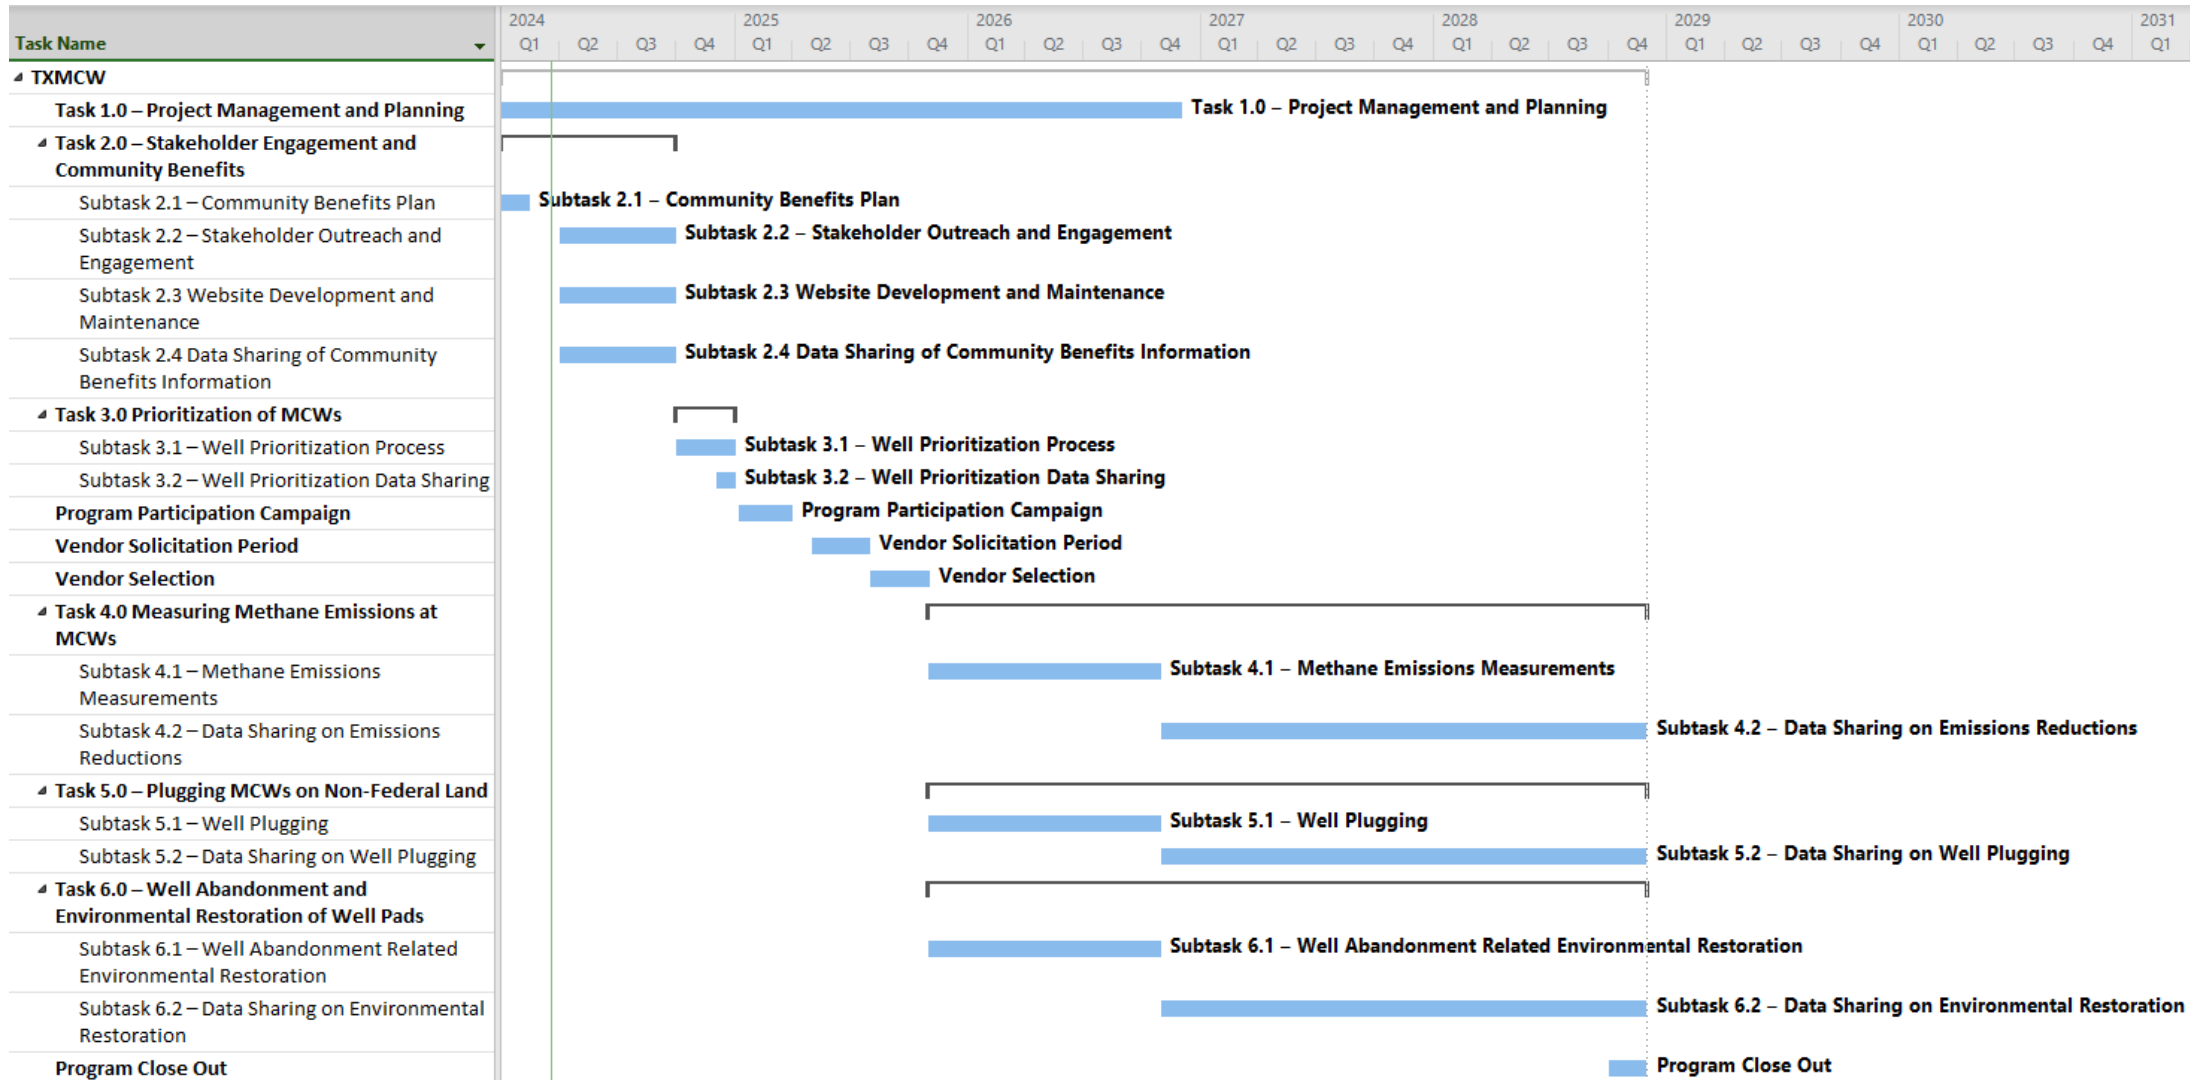 2024 2025 2026 2027 2028 2029 2030 2031
Task Name Q1 Q2 Q3 Q4 Q1 Q2 Q3 Q4 Q1 Q2 Q3 Q4 Q1 Q2 Q3 Q4 Q1 Q2 Q3 Q4 Q1 Q2 Q3 Q4 Q1 Q2 Q3 Q4 Q1
TXMCW
Task 1.0 – Project Management and Planning Task 1.0 – Project Management and Planning
Task 2.0 – Stakeholder Engagement and
Community Benefits
Subtask 2.1 – Community Benefits Plan Subtask 2.1 – Community Benefits Plan
Subtask 2.2 – Stakeholder Outreach and Subtask 2.2 – Stakeholder Outreach and Engagement
Engagement
Subtask 2.3 Website Development and Subtask 2.3 Website Development and Maintenance
Maintenance
Subtask 2.4 Data Sharing of Community Subtask 2.4 Data Sharing of Community Benefits Information
Benefits Information
Task 3.0 Prioritization of MCWs
Subtask 3.1 – Well Prioritization Process Subtask 3.1 – Well Prioritization Process
Subtask 3.2 – Well Prioritization Data Sharing Subtask 3.2 – Well Prioritization Data Sharing
Program Participation Campaign Program Participation Campaign
Vendor Solicitation Period Vendor Solicitation Period
Vendor Selection Vendor Selection
Task 4.0 Measuring Methane Emissions at
MCWs
Subtask 4.1 – Methane Emissions Subtask 4.1 – Methane Emissions Measurements
Measurements
Subtask 4.2 – Data Sharing on Emissions Subtask 4.2 – Data Sharing on Emissions Reductions
Reductions
Task 5.0 – Plugging MCWs on Non-Federal Land
Subtask 5.1 – Well Plugging Subtask 5.1 – Well Plugging
Subtask 5.2 – Data Sharing on Well Plugging Subtask 5.2 – Data Sharing on Well Plugging
Task 6.0 – Well Abandonment and
Environmental Restoration of Well Pads
Subtask 6.1 – Well Abandonment Related Subtask 6.1 – Well Abandonment Related Environmental Restoration
Environmental Restoration
Subtask 6.2 – Data Sharing on Environmental Subtask 6.2 – Data Sharing on Environmental Restoration
Restoration
Program Close Out Program Close Out